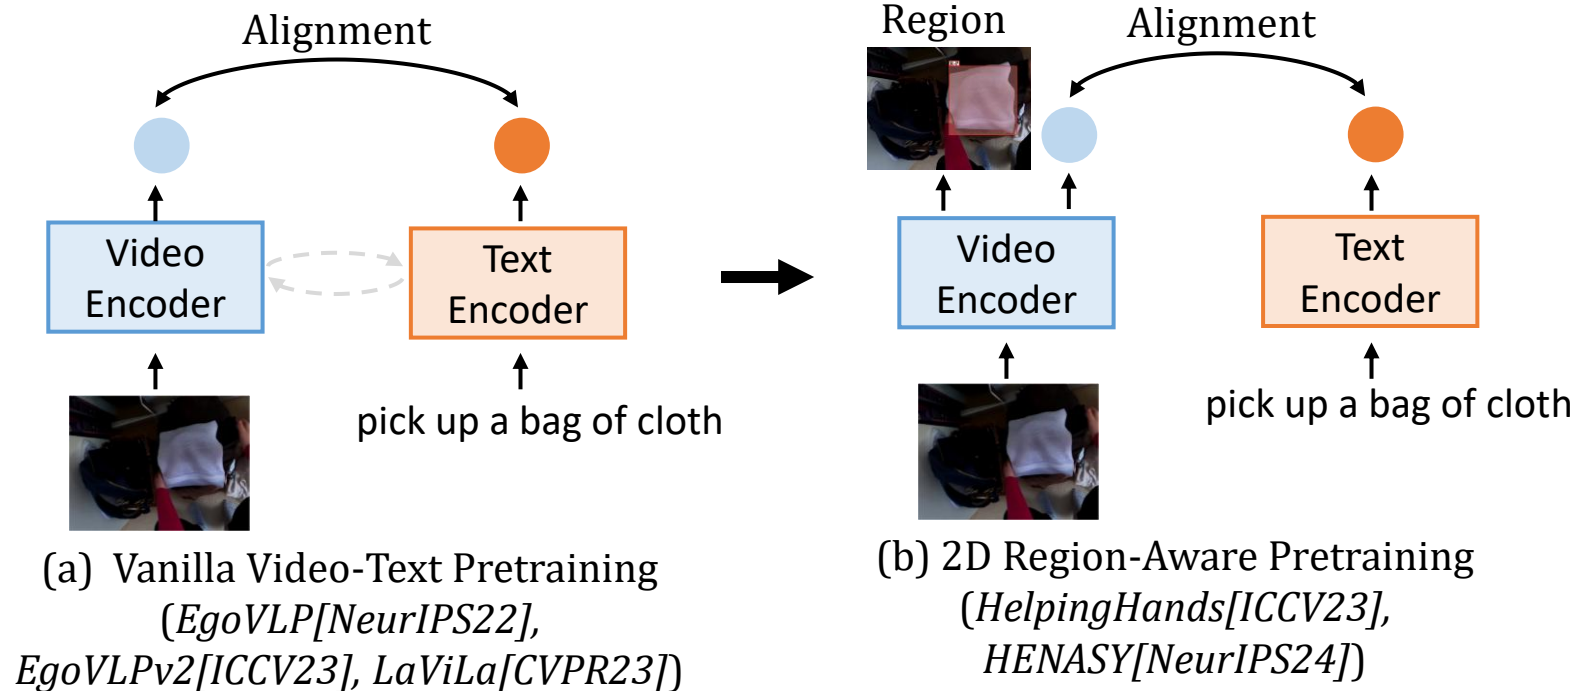 Alignment
Video
Encoder
Text
Encoder
pick up a bag of cloth
(a) Vanilla Video-Text Pretraining
(EgoVLP[NeurIPS22],
EgoVLPv2[ICCV23], LaViLa[CVPR23])
Region
Alignment
Video
Encoder
Text
Encoder
pick up a bag of cloth
(b) 2D Region-Aware Pretraining
(HelpingHands[ICCV23],
HENASY[NeurIPS24])